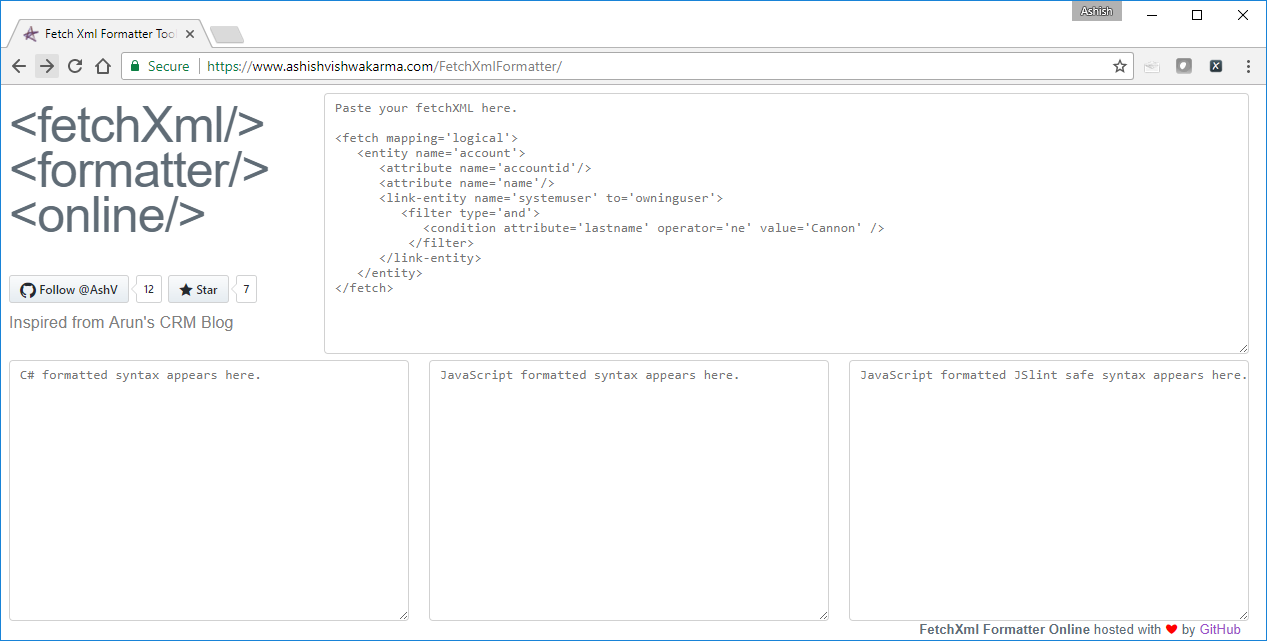 Ashish
Fetch Xml Formatter Tool
Secure
https://www.ashishvishwakarma.com/FetchXmlFormatter/
<fetchXml/>
<formatter/>
<online/>
Follow @AshV
12
Star
7
Inspired from Arun's CRM Blog
Paste your fetchXML here.
<fetch mapping='logical'>
   <entity name='account'>
      <attribute name='accountid'/>
      <attribute name='name'/>
      <link-entity name='systemuser' to='owninguser'>
         <filter type='and'>
            <condition attribute='lastname' operator='ne' value='Cannon' />
          </filter>
      </link-entity>
   </entity>
</fetch>
C# formatted syntax appears here.
JavaScript formatted syntax appears here.
JavaScript formatted JSlint safe syntax appears here.
FetchXml Formatter Online hosted with ❤ by GitHub